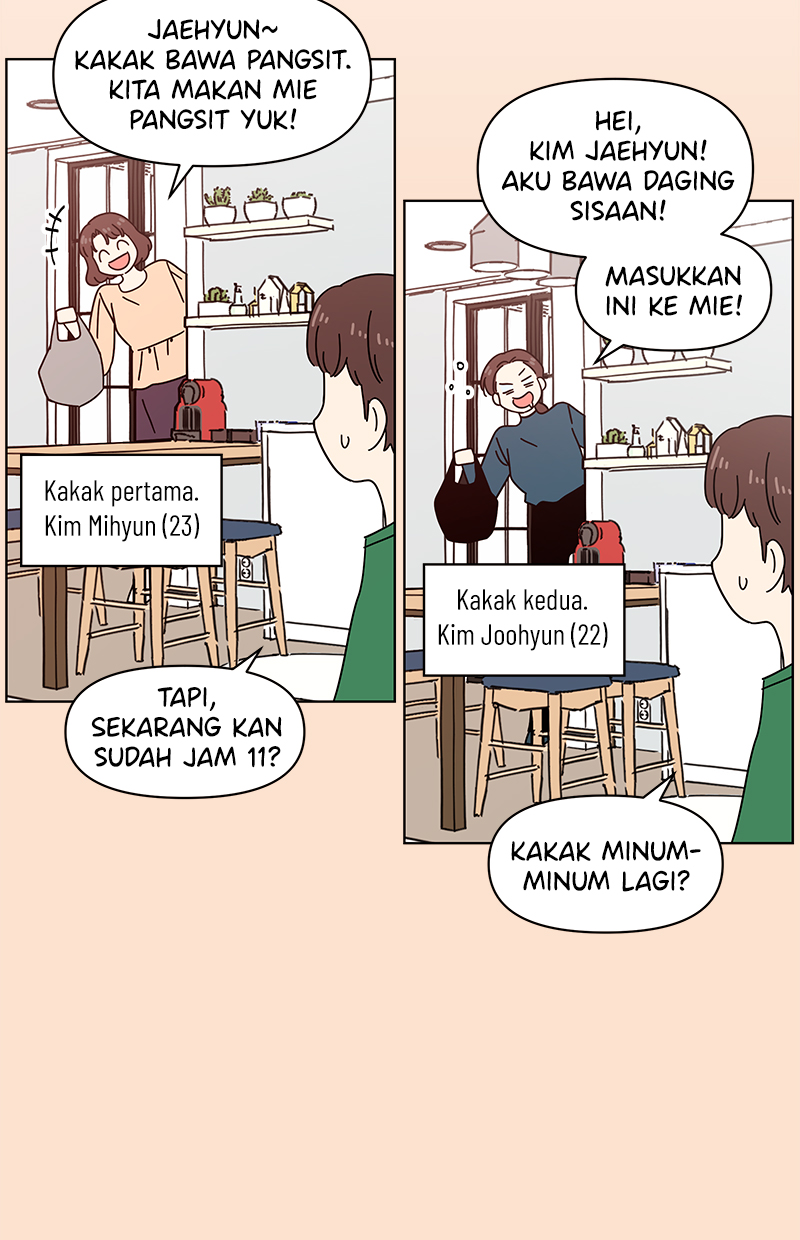 JAEHYUN~
KAKAK BAWA PANGSIT.
KITA MAKAN MIE
PANGSIT YUK!
Kakak pertama.
Kim Mihyun (23)
TAPI,
SEKARANG KAN
SUDAH JAM 11?
HEI,
KIM JAEHYUN!
AKU BAWA DAGING
SISAAN!
MASUKKAN
INI KE MIE!
Kakak kedua.
Kim Joohyun (22)
KAKAK MINUM-
MINUM LAGI?